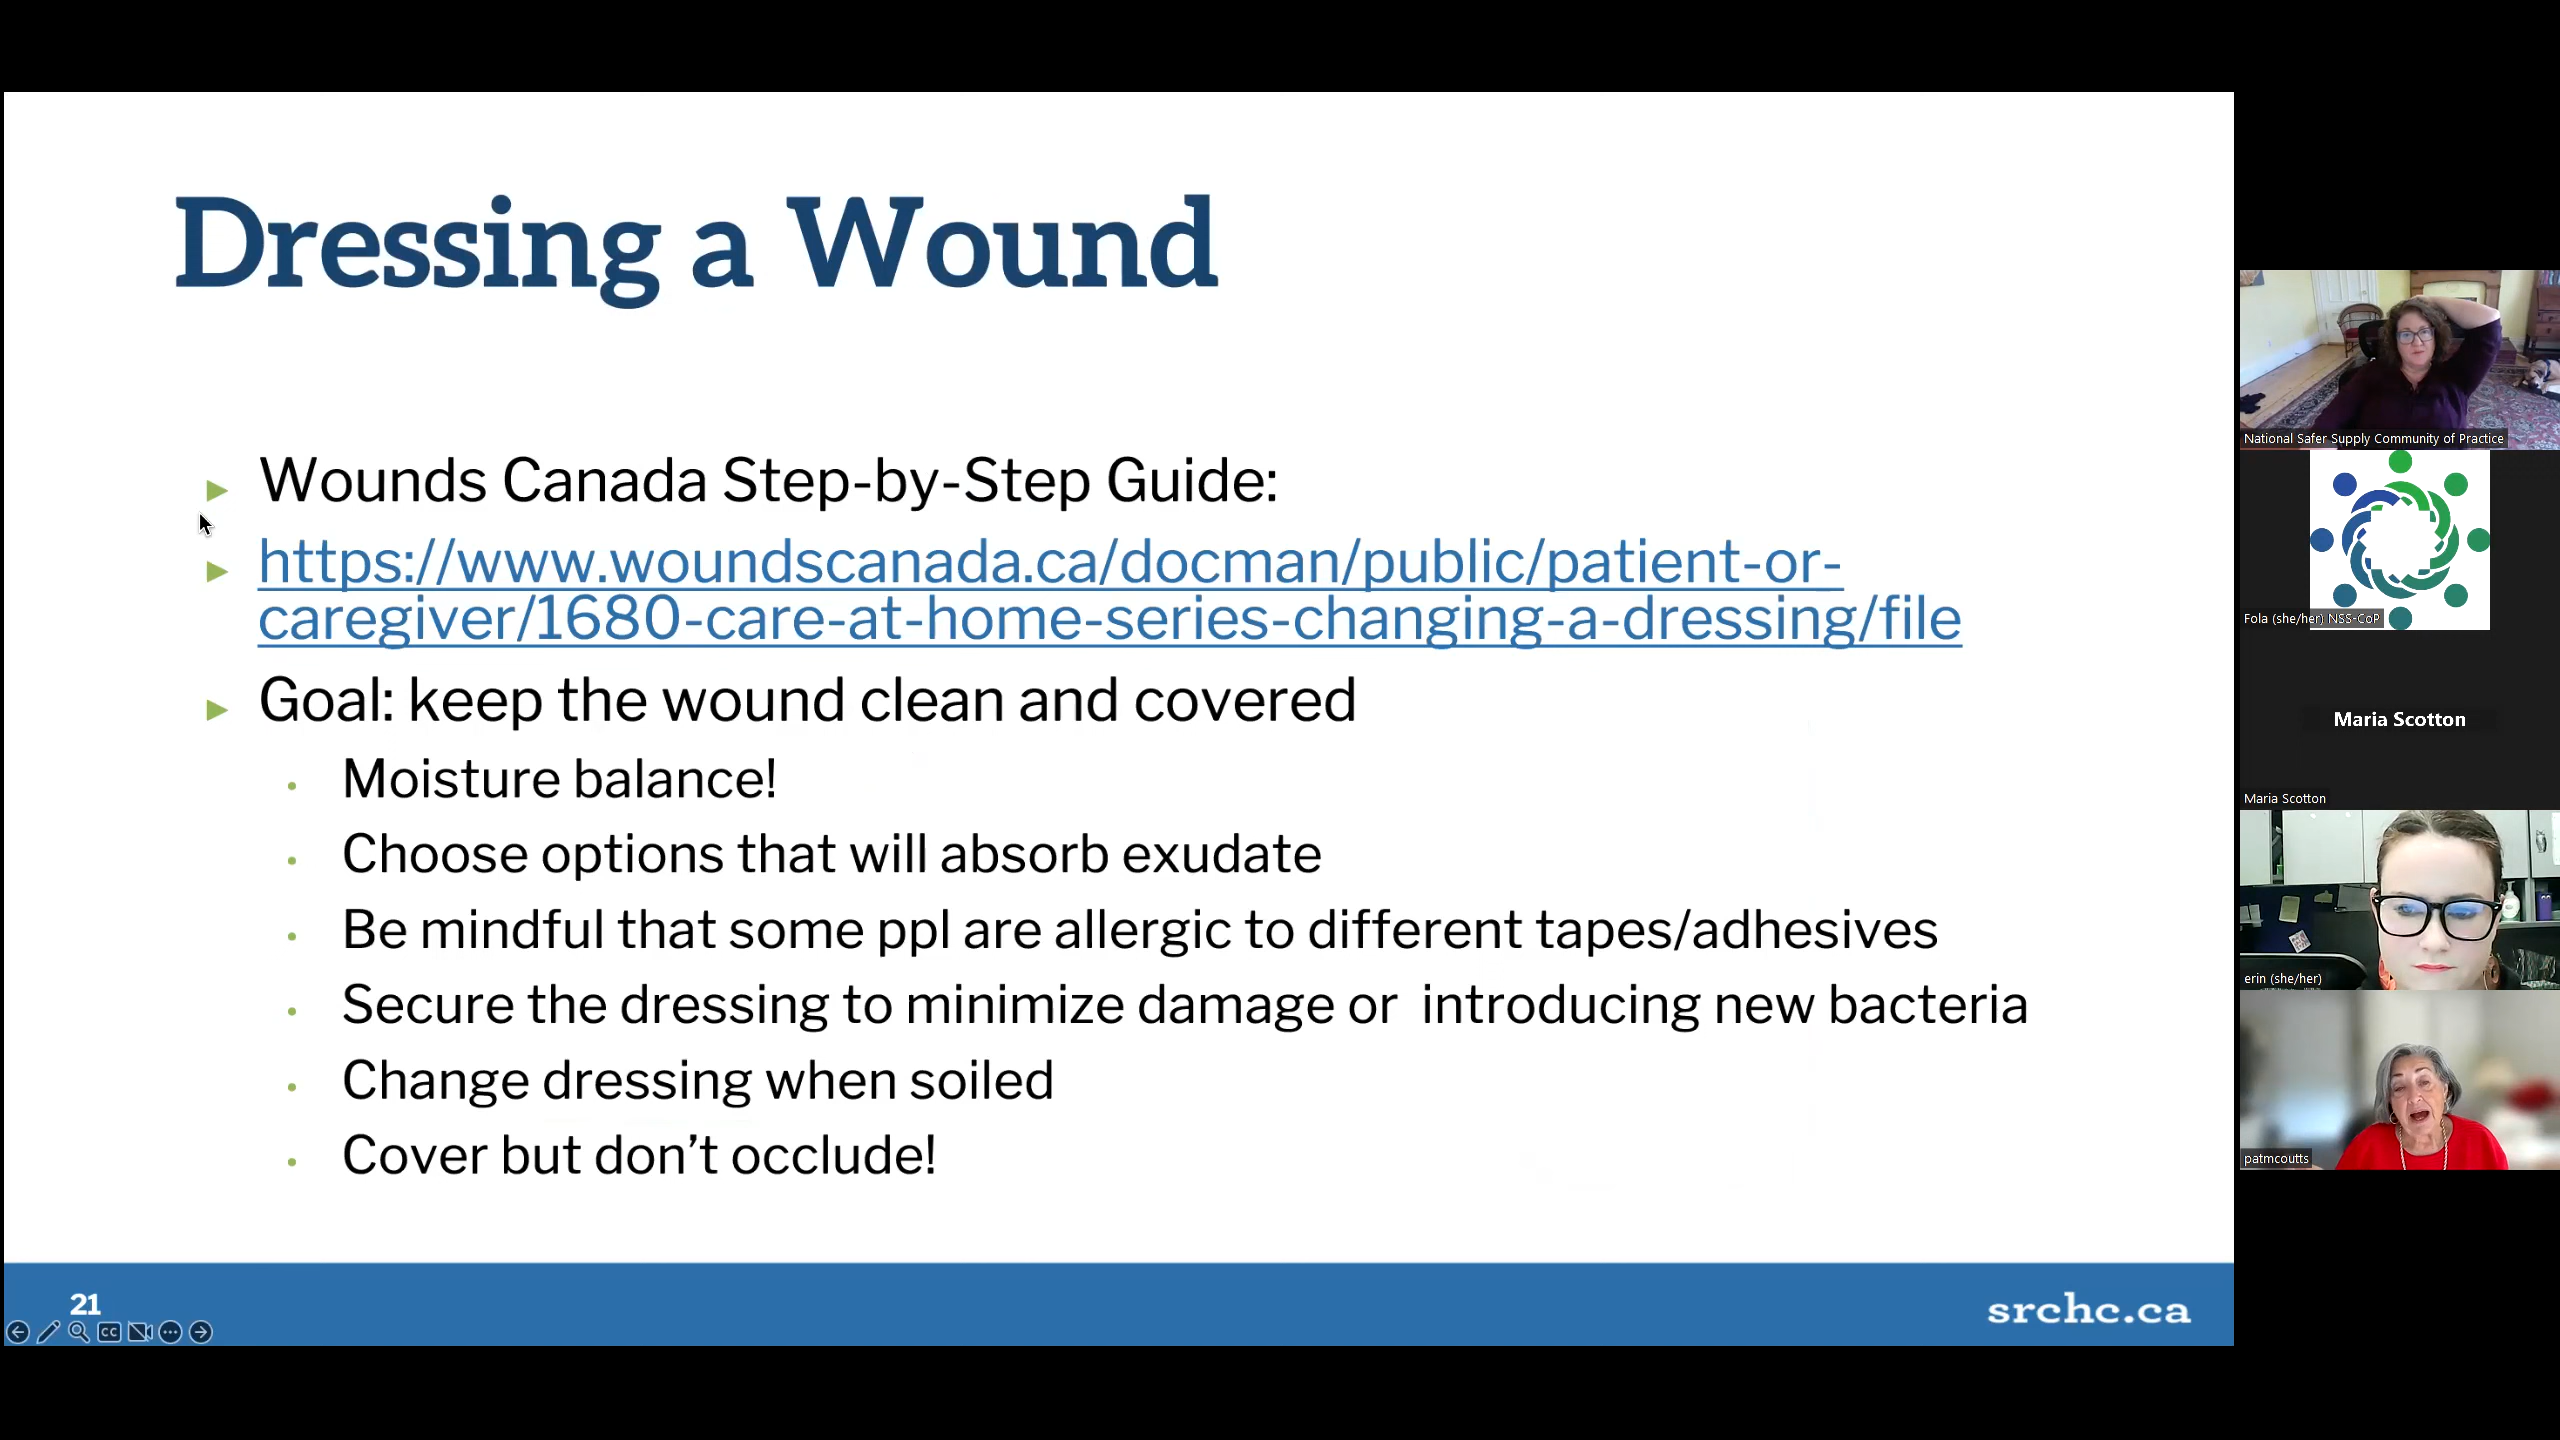 Dressing a Wound
Wounds Canada Step-by-Step Guide:
https://www.woundscanada.ca/docman/public/patient-or-
caregiver/1680-care-at-home-series-changing-a-dressing/file
Goal: keep the wound clean and covered
Moisture balance!
Choose options that will absorb exudate
Be mindful that some ppl are allergic to different tapes/adhesives
Secure the dressing to minimize damage or  introducing new bacteria
Change dressing when soiled
Cover but don’t occlude!
21
CC
srchc.ca
National Safer Supply Community of Practice
Fola (she/her) NSS-CoP
Maria Scotton
Maria Scotton
erin (she/her)
patmcoutts